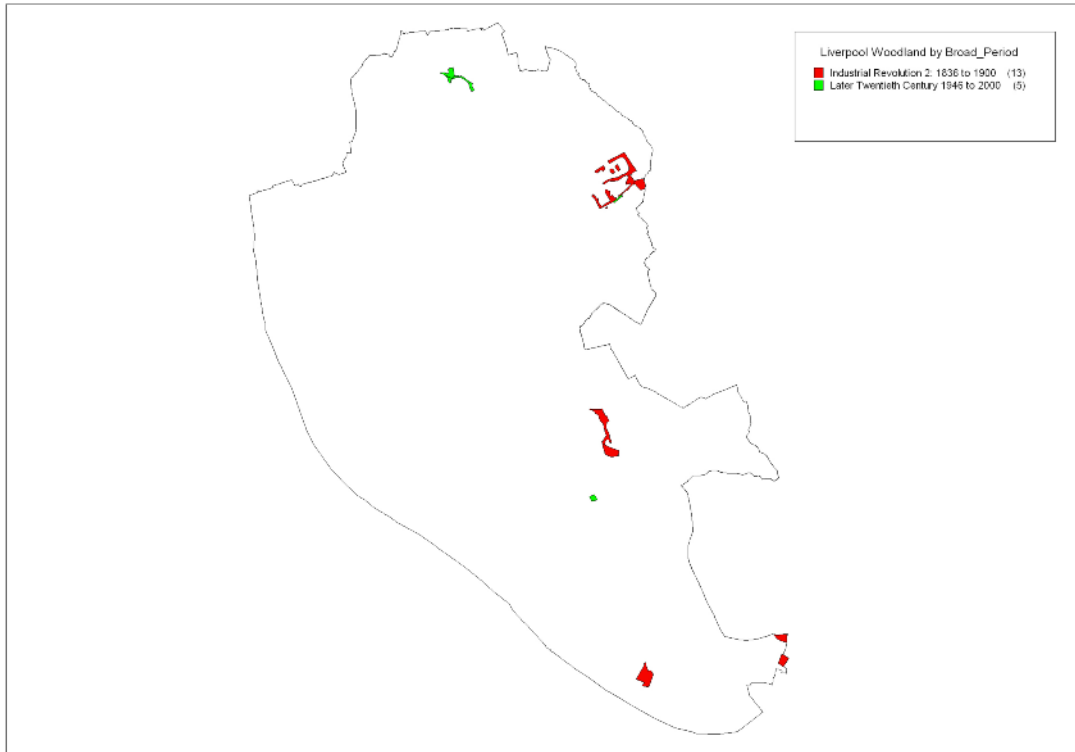 Liverpool Woodland by Broad_Period
Industrial Revolution 2: 1836 to 1900 (13)
Later Twentieth Century 1946 to 2000 (5)